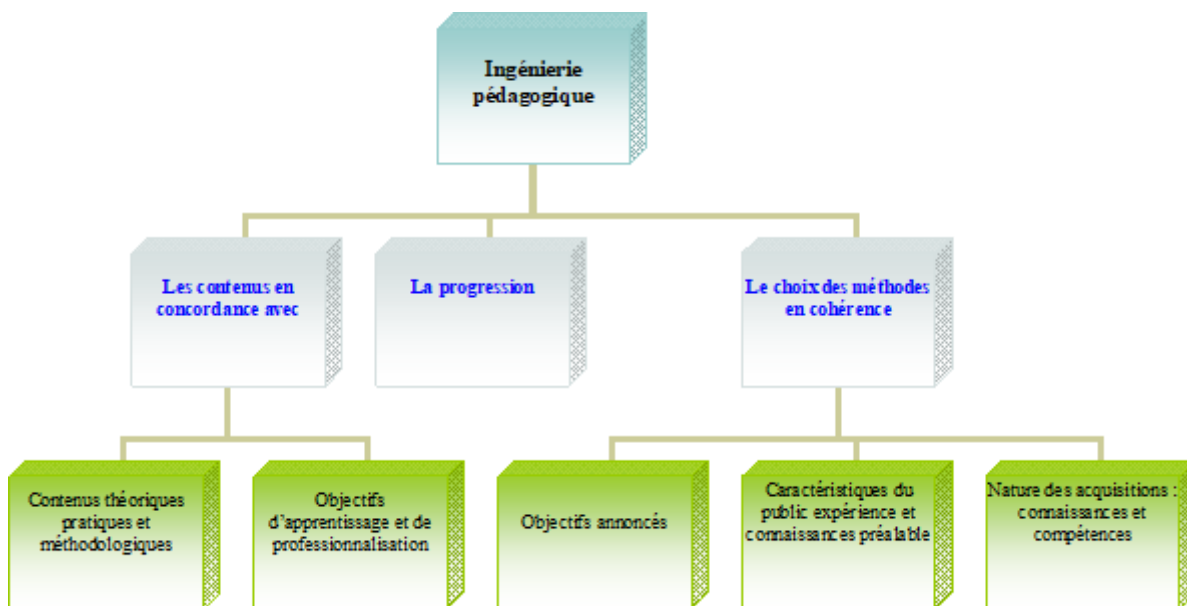 Ingénierie
pédagogique
Les contenus en
concordance avec
La progression
Le choix des méthodes
en cohérence
Contenus théoriques
pratiques et
méthodologiques
Objectifs
d'apprentissage et de
professionnalisation
Objectifs annoncés
Caractéristiques du
public expérience et
connaissances préalable
Nature des acquisitions :
connaissances et
compétences